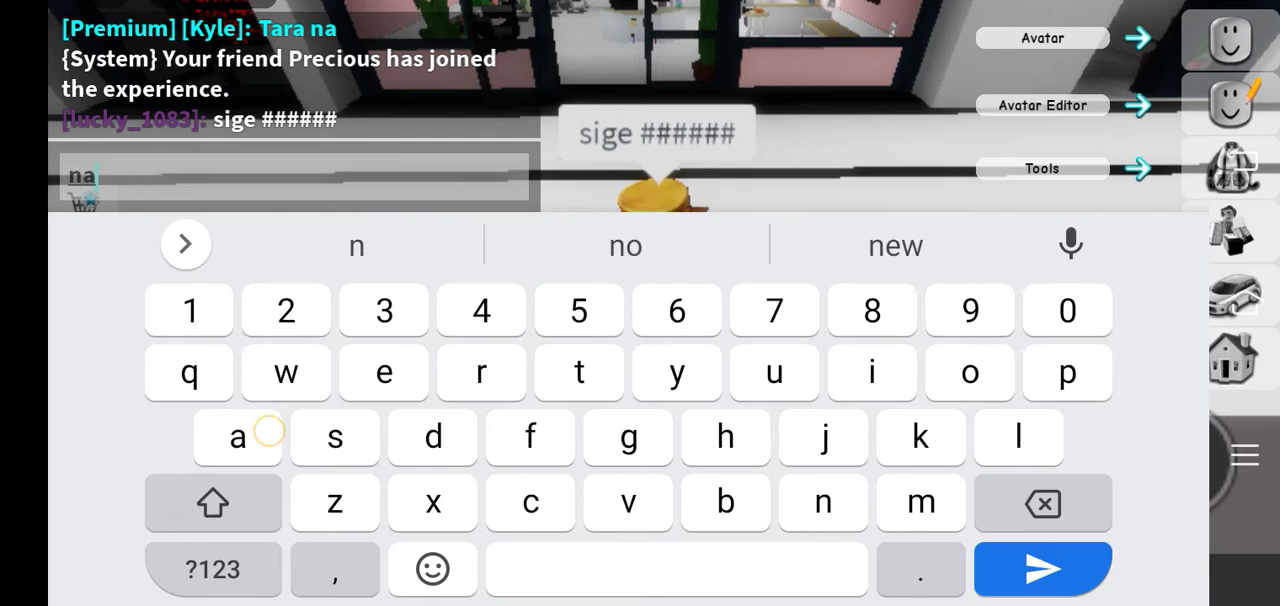 [Premium] [Kyle]: Tara na
{System} Your friend Precious has joined
the experience.
[lucky_1083]: sige ######
sige ######
na
Avatar
Avatar Editor
Tools
n no new
1 2 3 4 5 6 7 8 9 0
q w e r t y u i o p
a s d f g h j k l
z x c v b n m
?123 , .